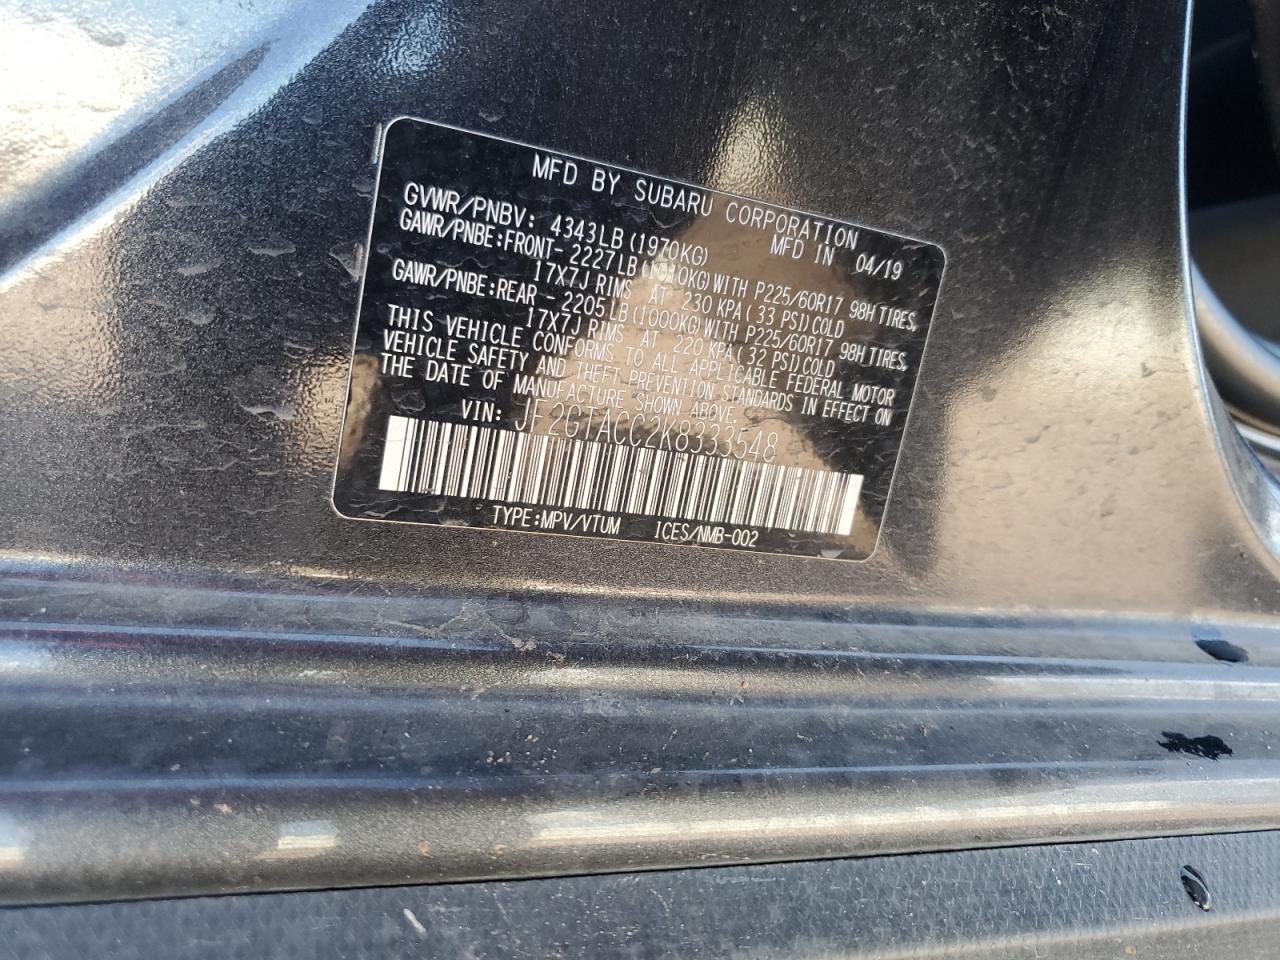 MFD BY SUBARU CORPORATION
GVWR/PNBV: 4343LB(1970KG) MFD IN 04/19
GAWR/PNBE:FRONT-2227LB(1010KG)WITH P225/60R17 98H TIRES,
17X7J RIMS AT 230 KPA(33 PSI)COLD
GAWR/PNBE:REAR -2205LB(1000KG)WITH P225/60R17 98H TIRES,
17X7J RIMS AT 220 KPA(32 PSI)COLD
THIS VEHICLE CONFORMS TO ALL APPLICABLE FEDERAL MOTOR
VEHICLE SAFETY AND THEFT PREVENTION STANDARDS IN EFFECT ON
THE DATE OF MANUFACTURE SHOWN ABOVE.
VIN: JF2GTACC2K8333548
TYPE:MPV/VTUM ICES/NMB-002